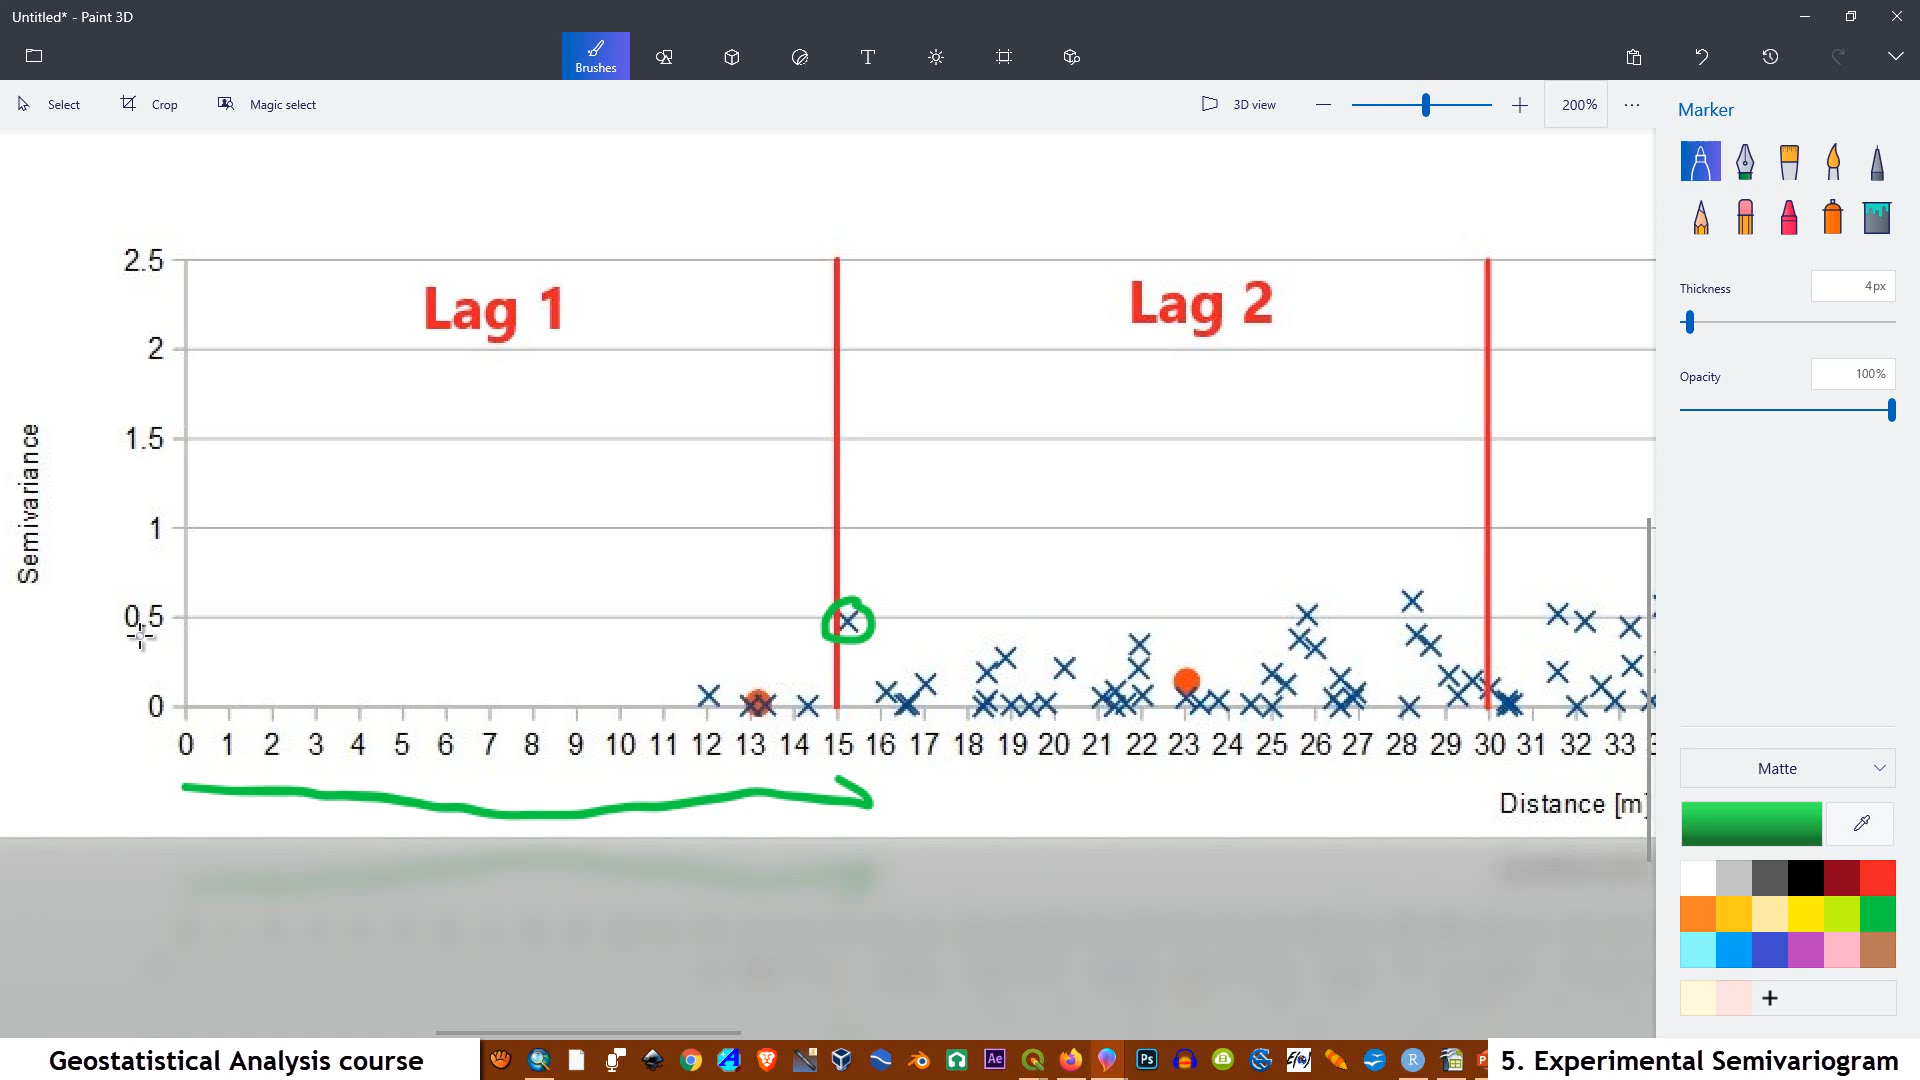 Untitled* - Paint 3D
Brushes
Select Crop Magic select 3D view 200%
Marker
Thickness 4px
Opacity 100%
Matte
2.5
2
1.5
1
0.5
0
Semivariance
Lag 1 Lag 2
0 1 2 3 4 5 6 7 8 9 10 11 12 13 14 15 16 17 18 19 20 21 22 23 24 25 26 27 28 29 30 31 32 33
Distance [m]
Geostatistical Analysis course
Ae Ps R
5. Experimental Semivariogram